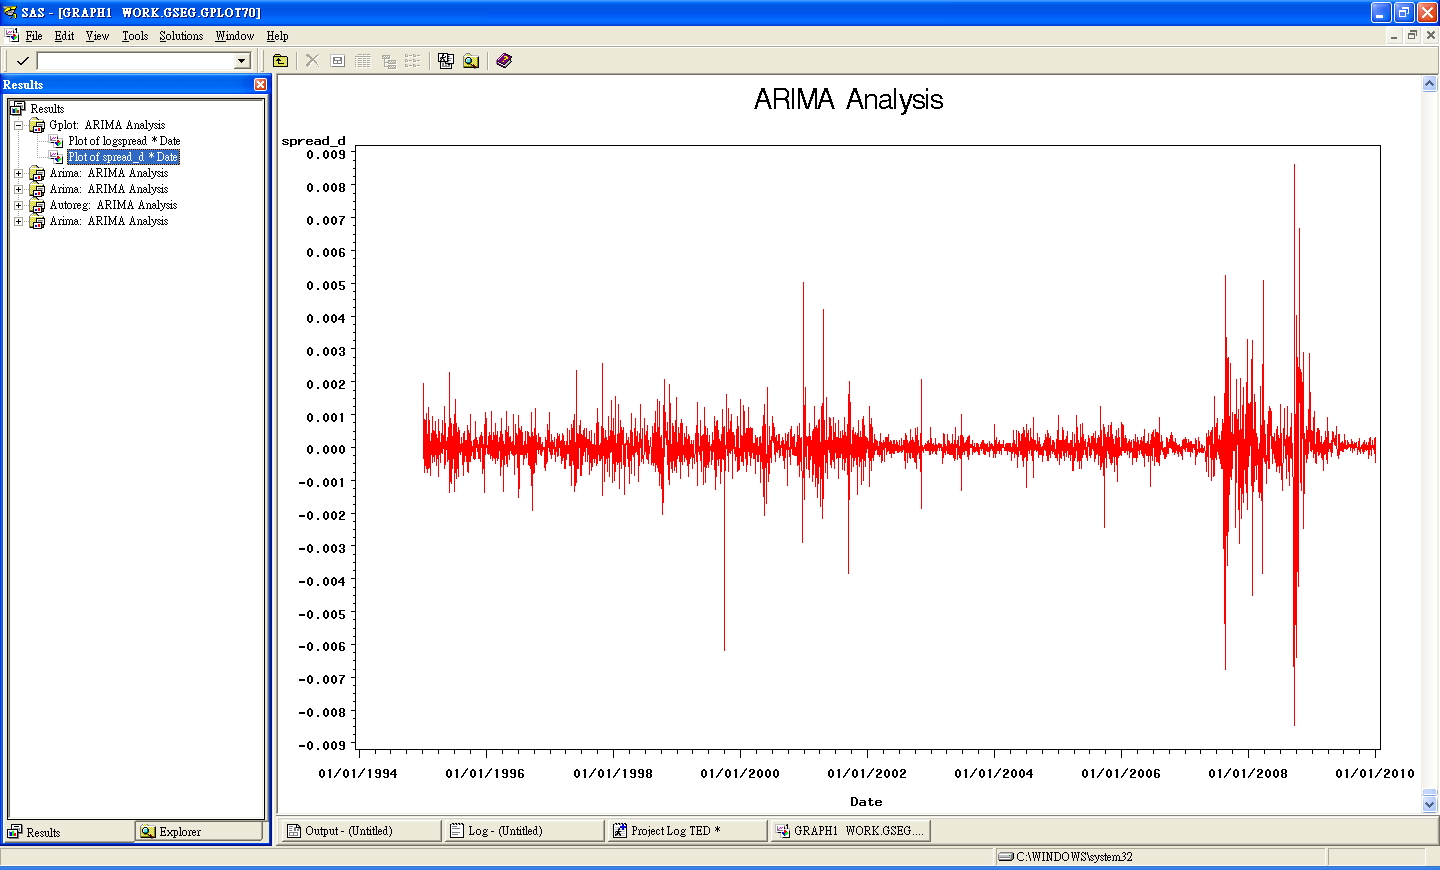 SAS - [GRAPH1 WORK.GSEG.GPLOT70]
File Edit View Tools Solutions Window Help
Results
Results
Gplot: ARIMA Analysis
Plot of logspread * Date
Plot of spread_d * Date
Arima: ARIMA Analysis
Arima: ARIMA Analysis
Autoreg: ARIMA Analysis
Arima: ARIMA Analysis
Results Explorer
ARIMA Analysis
spread_d
0.009
0.008
0.007
0.006
0.005
0.004
0.003
0.002
0.001
0.000
-0.001
-0.002
-0.003
-0.004
-0.005
-0.006
-0.007
-0.008
-0.009
01/01/1994 01/01/1996 01/01/1998 01/01/2000 01/01/2002 01/01/2004 01/01/2006 01/01/2008 01/01/2010
Date
Output - (Untitled) Log - (Untitled) Project Log TED * GRAPH1 WORK.GSEG....
C:\WINDOWS\system32